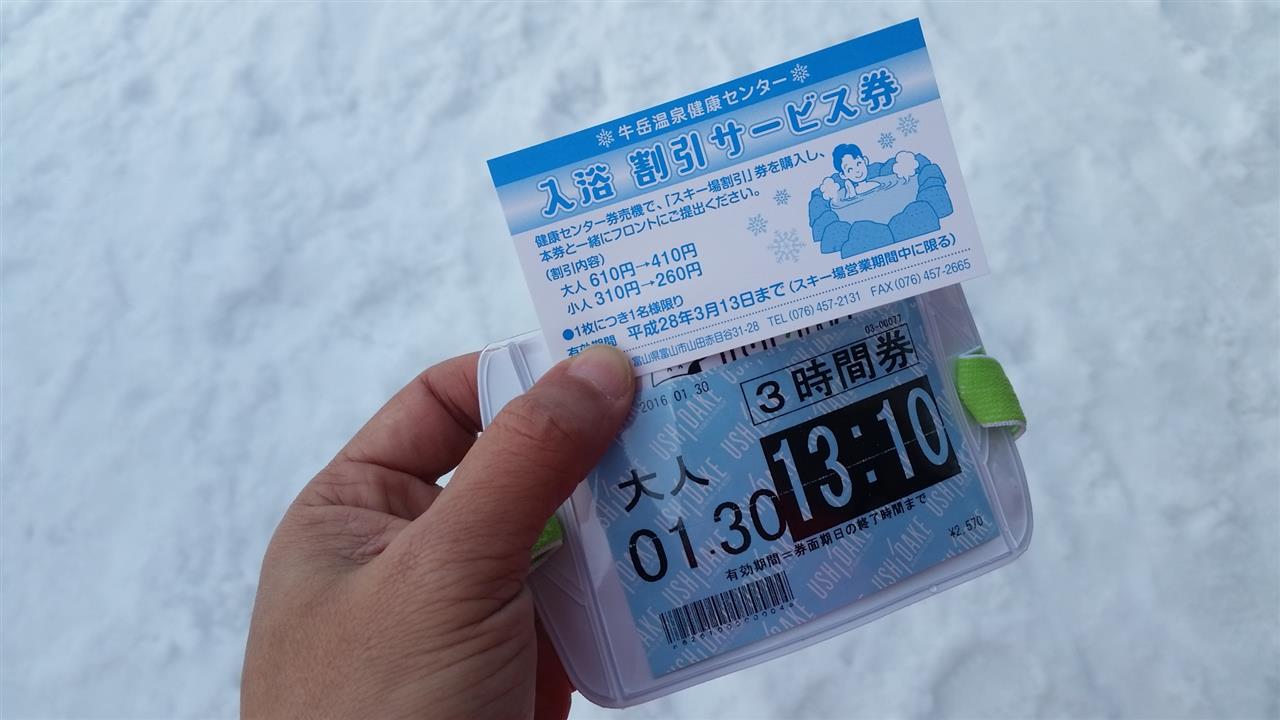 牛岳温泉健康センター
入浴 割引サービス券
健康センター券売機で、「スキー場割引」券を購入し、
本券と一緒にフロントにご提出ください。
(割引内容)
大人 610円→410円
小人 310円→260円
●1枚につき1名様限り
有効期間 平成28年3月13日まで(スキー場営業期間中に限る)
富山県富山市山田赤目谷31-28 TEL(076)457-2131 FAX(076)457-2665
03-00077
2016 01.30
3時間券
大人
01.30 13:10
有効期間=券面期日の終了時間まで
¥2,570
USHIDAKE